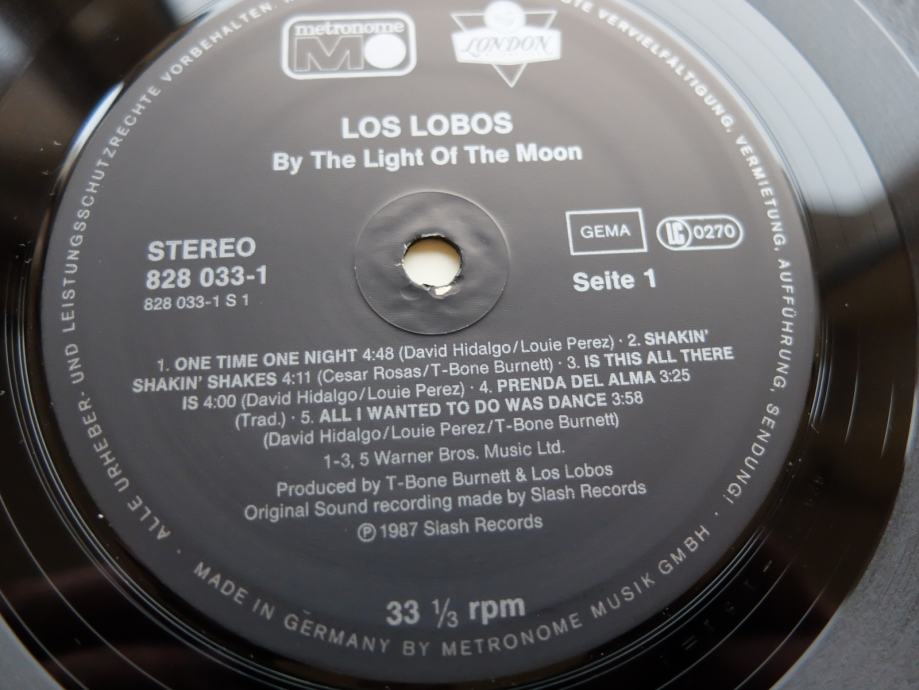 metronome
M
LONDON
LOS LOBOS
By The Light Of The Moon
STEREO
828 033-1
828 033-1 S 1
GEMA
LC 0270
Seite 1
1. ONE TIME ONE NIGHT 4:48 (David Hidalgo/Louie Perez) · 2. SHAKIN'
SHAKIN' SHAKES 4:11 (Cesar Rosas/T-Bone Burnett) · 3. IS THIS ALL THERE
IS 4:00 (David Hidalgo/Louie Perez) · 4. PRENDA DEL ALMA 3:25
(Trad.) · 5. ALL I WANTED TO DO WAS DANCE 3:58
(David Hidalgo/Louie Perez/T-Bone Burnett)
1-3, 5 Warner Bros. Music Ltd.
Produced by T-Bone Burnett & Los Lobos
Original Sound recording made by Slash Records
℗ 1987 Slash Records
33 ⅓ rpm
· ALLE URHEBER- UND LEISTUNGSSCHUTZRECHTE VORBEHALTEN.
VERVIELFÄLTIGUNG, VERMIETUNG, AUFFÜHRUNG, SENDUNG! ·
MADE IN GERMANY BY METRONOME MUSIK GMBH